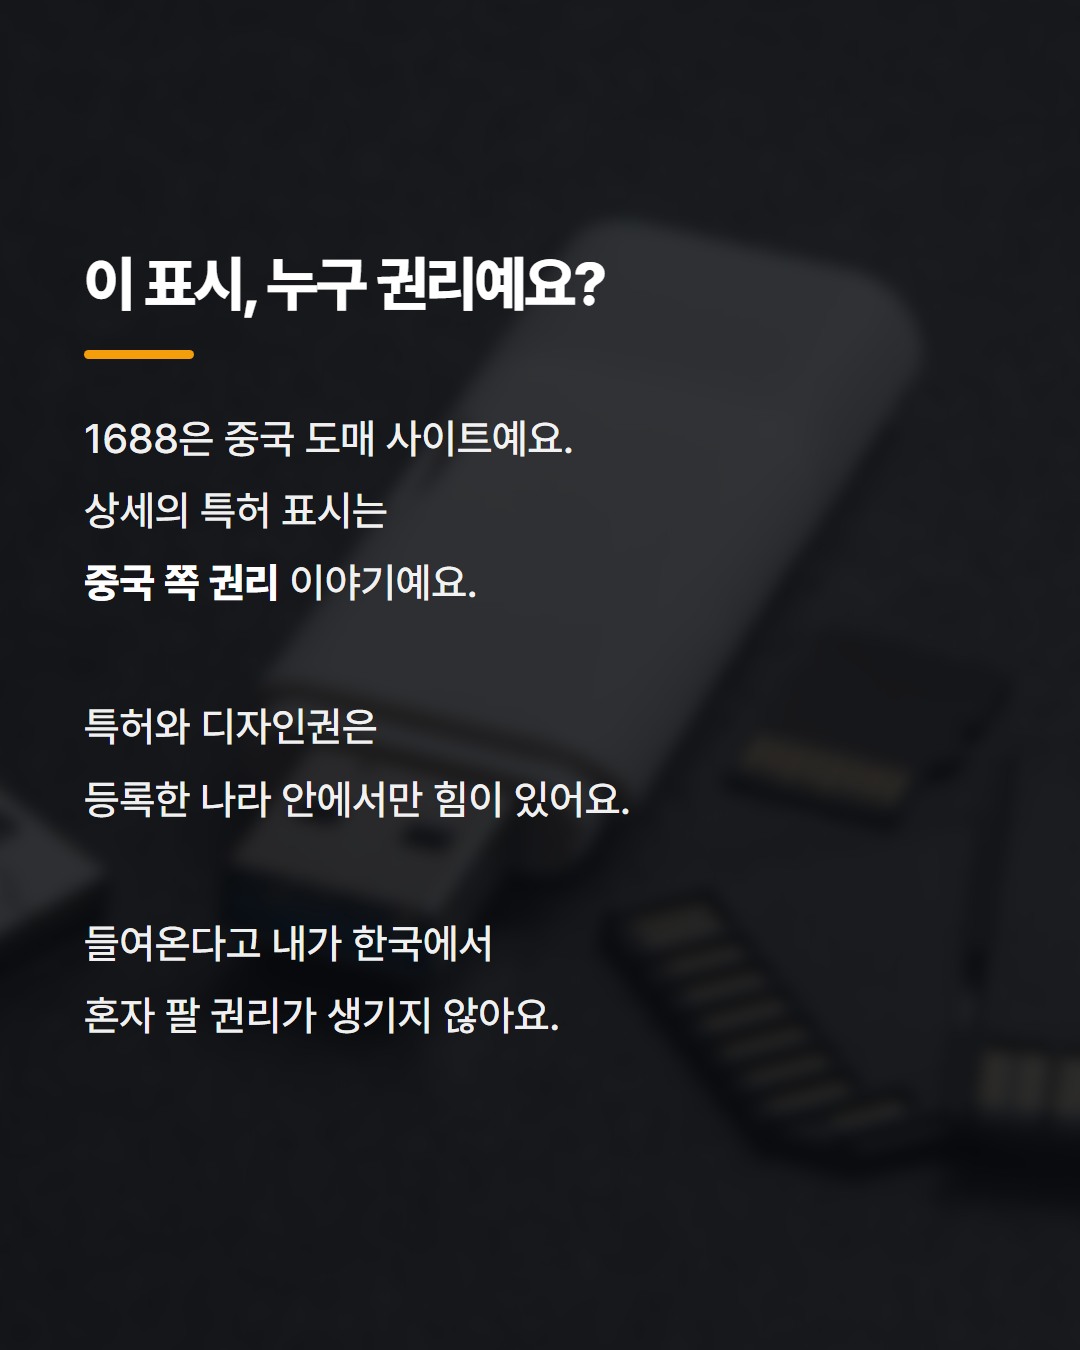 이 표시, 누구 권리예요?
1688은 중국 도매 사이트예요.
상세의 특허 표시는
중국 쪽 권리 이야기예요.
특허와 디자인권은
등록한 나라 안에서만 힘이 있어요.
들여온다고 내가 한국에서
혼자 팔 권리가 생기지 않아요.